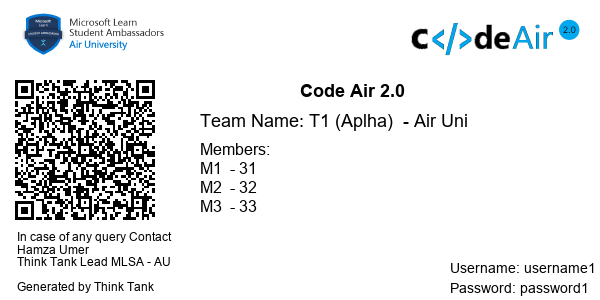 Microsoft Learn
Student Ambassadors
Air University
c</>deAir 2.0
Code Air 2.0
Team Name: T1 (Aplha) - Air Uni
Members:
M1 - 31
M2 - 32
M3 - 33
In case of any query Contact
Hamza Umer
Think Tank Lead MLSA - AU
Generated by Think Tank
Username: username1
Password: password1